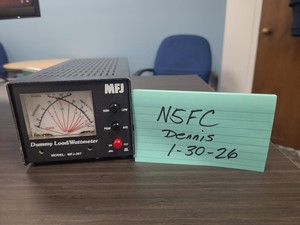 MFJ
Dummy Load/Wattmeter
N5FC
Dennis
1-30-26